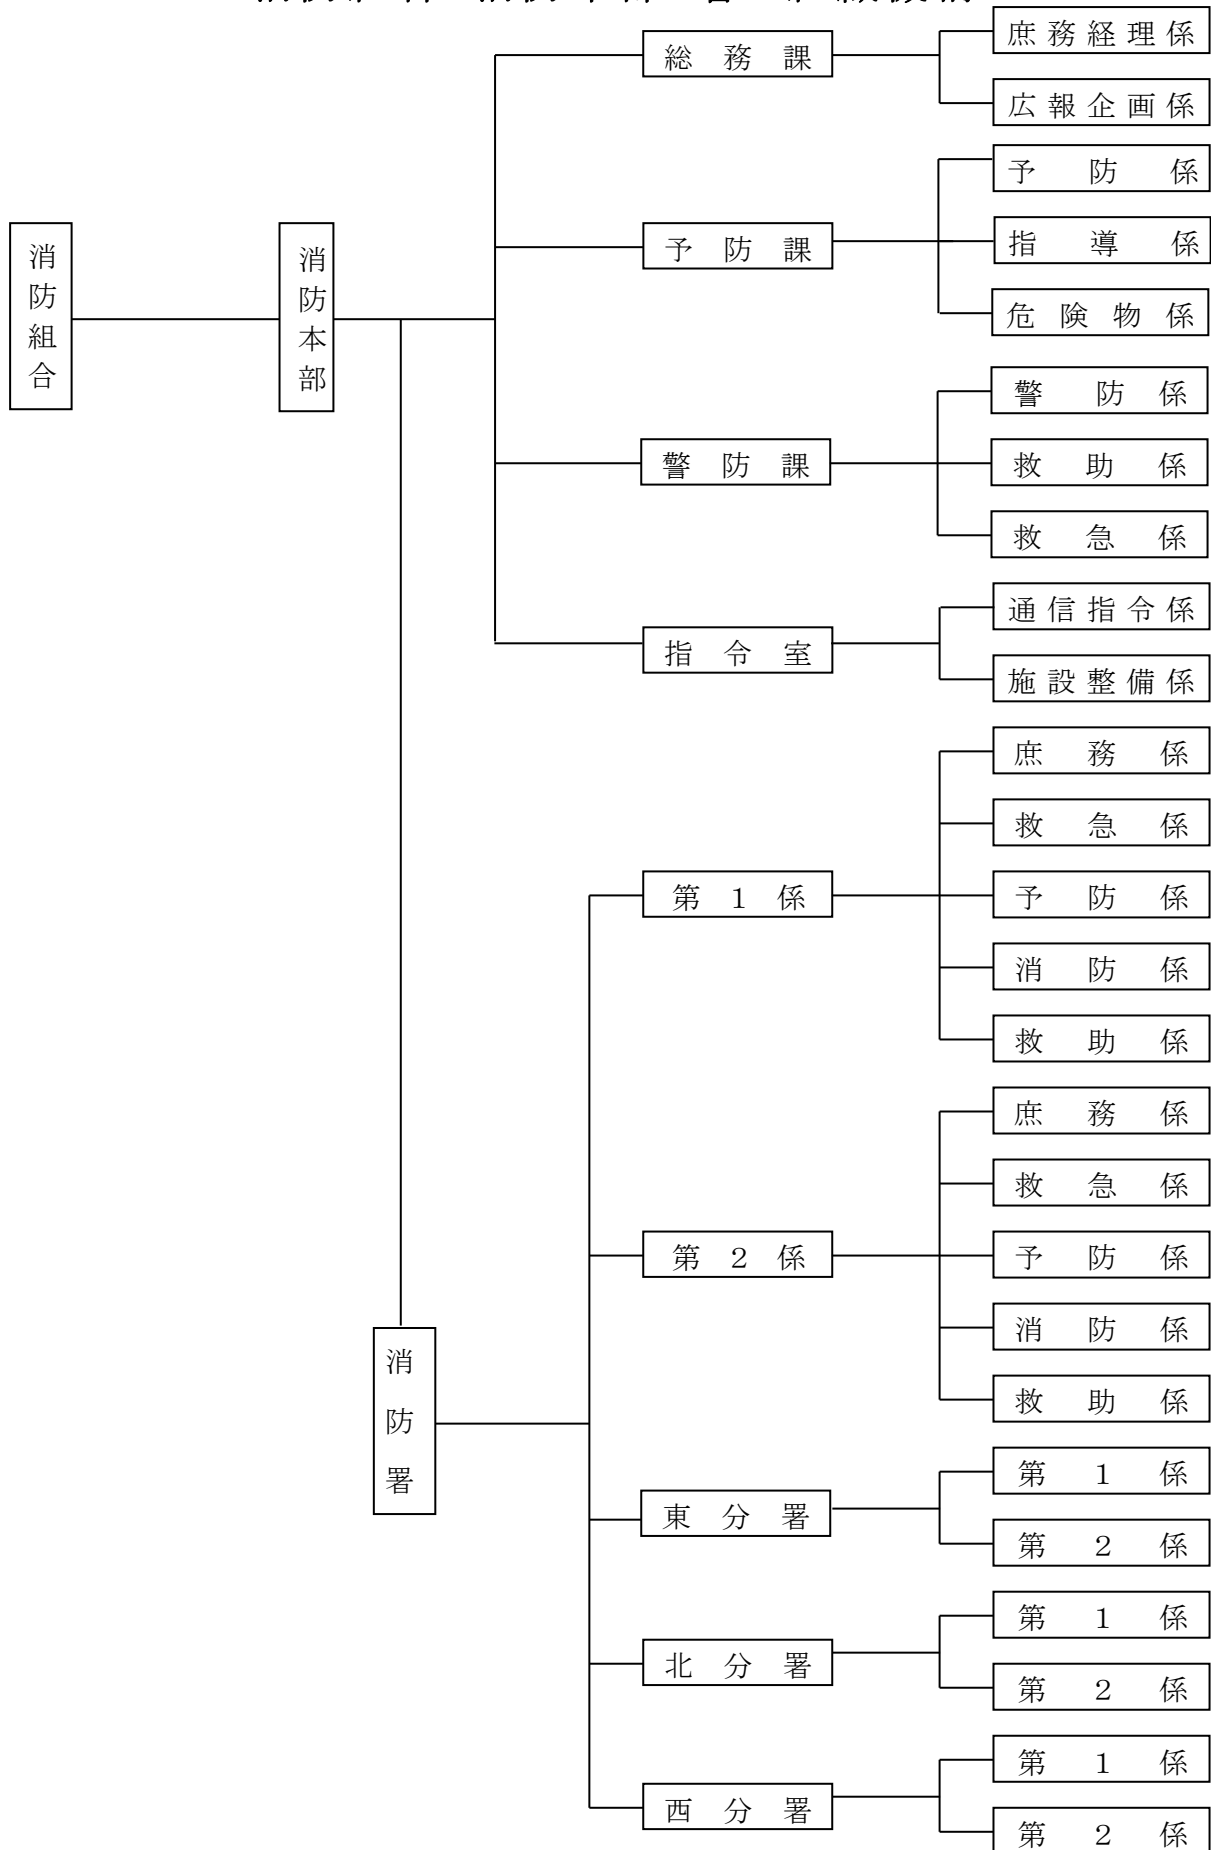 消防組合
消防本部
総務課
庶務経理係
広報企画係
予防課
予防係
指導係
危険物係
警防課
警防係
救助係
救急係
指令室
通信指令係
施設整備係
消防署
第１係
庶務係
救急係
予防係
消防係
救助係
第２係
庶務係
救急係
予防係
消防係
救助係
東分署
第１係
第２係
北分署
第１係
第２係
西分署
第１係
第２係